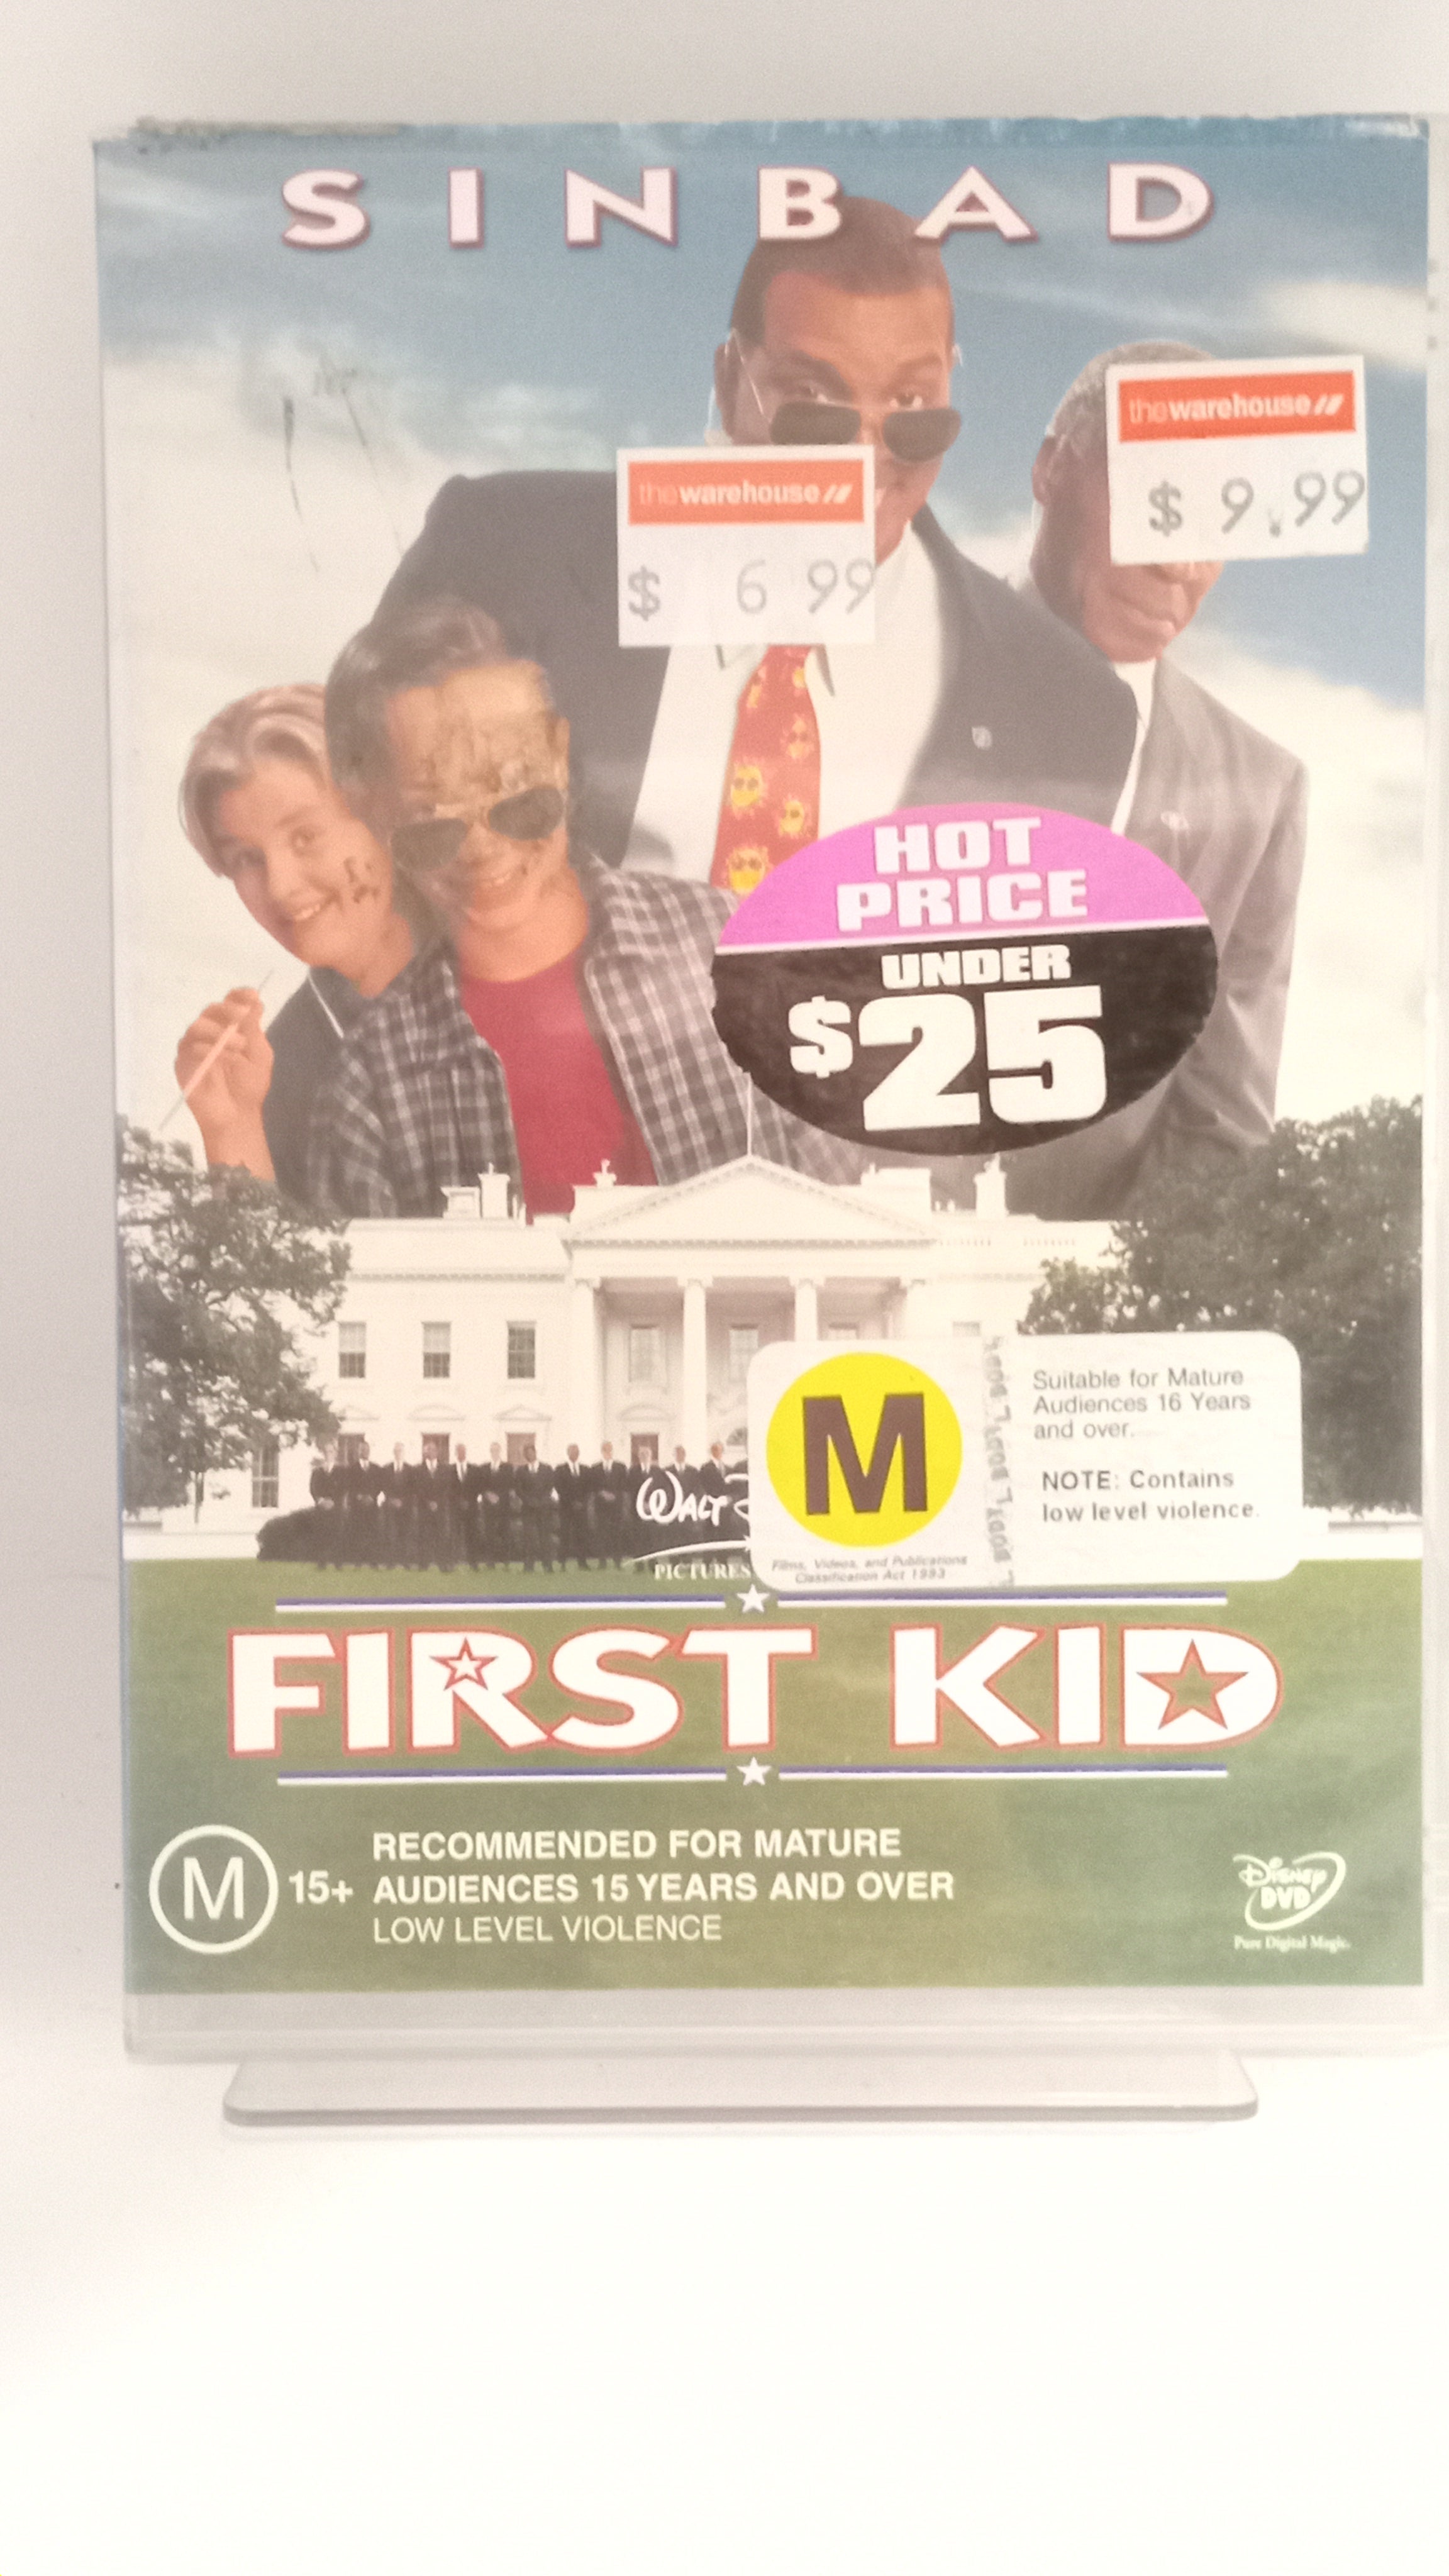 SINBAD
thewarehouse
$ 9.99
thewarehouse
$ 6 99
HOT
PRICE
UNDER
$25
M
Suitable for Mature
Audiences 16 Years
and over.
NOTE: Contains
low level violence.
Films, Videos, and Publications
Classification Act 1993
WALT
PICTURES
FIRST KID
M 15+
RECOMMENDED FOR MATURE
AUDIENCES 15 YEARS AND OVER
LOW LEVEL VIOLENCE
DISNEY
DVD
Pure Digital Magic.